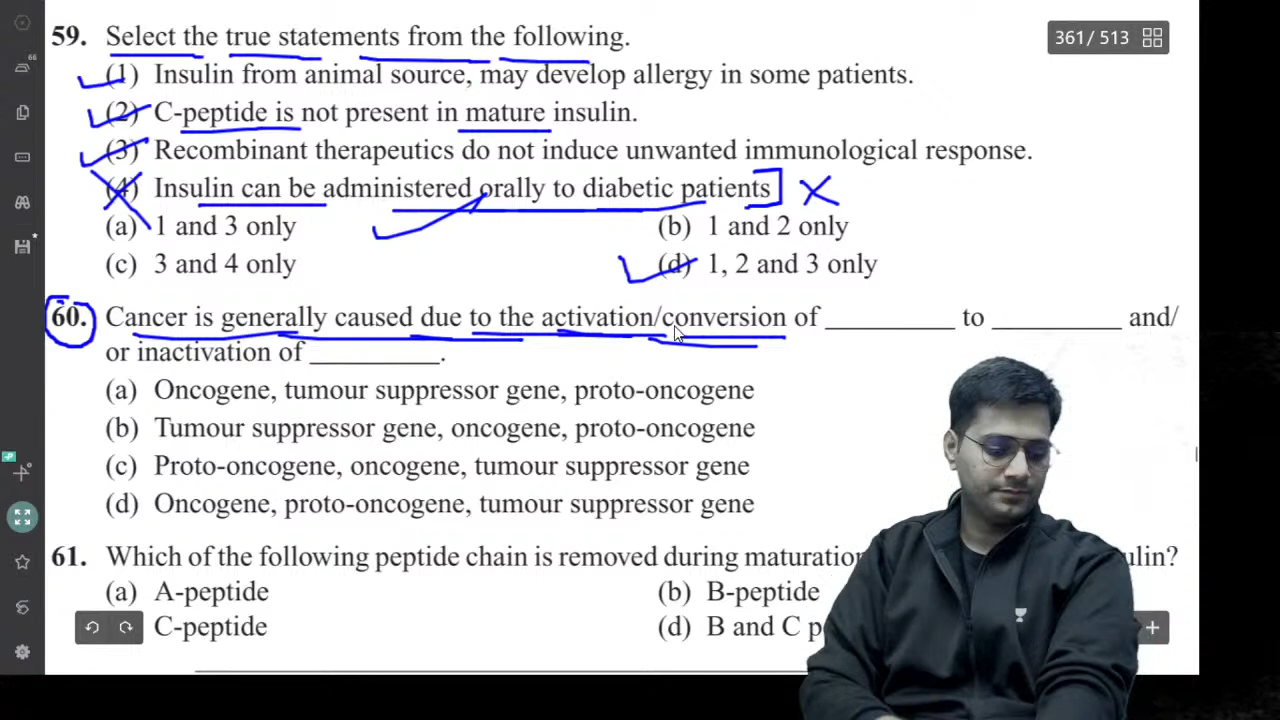 361/ 513
59. Select the true statements from the following.
(1) Insulin from animal source, may develop allergy in some patients.
(2) C-peptide is not present in mature insulin.
(3) Recombinant therapeutics do not induce unwanted immunological response.
(4) Insulin can be administered orally to diabetic patients
(a) 1 and 3 only (b) 1 and 2 only
(c) 3 and 4 only (d) 1, 2 and 3 only
60. Cancer is generally caused due to the activation/conversion of __________ to __________ and/
or inactivation of __________.
(a) Oncogene, tumour suppressor gene, proto-oncogene
(b) Tumour suppressor gene, oncogene, proto-oncogene
(c) Proto-oncogene, oncogene, tumour suppressor gene
(d) Oncogene, proto-oncogene, tumour suppressor gene
61. Which of the following peptide chain is removed during maturation ulin?
(a) A-peptide (b) B-peptide
C-peptide (d) B and C p